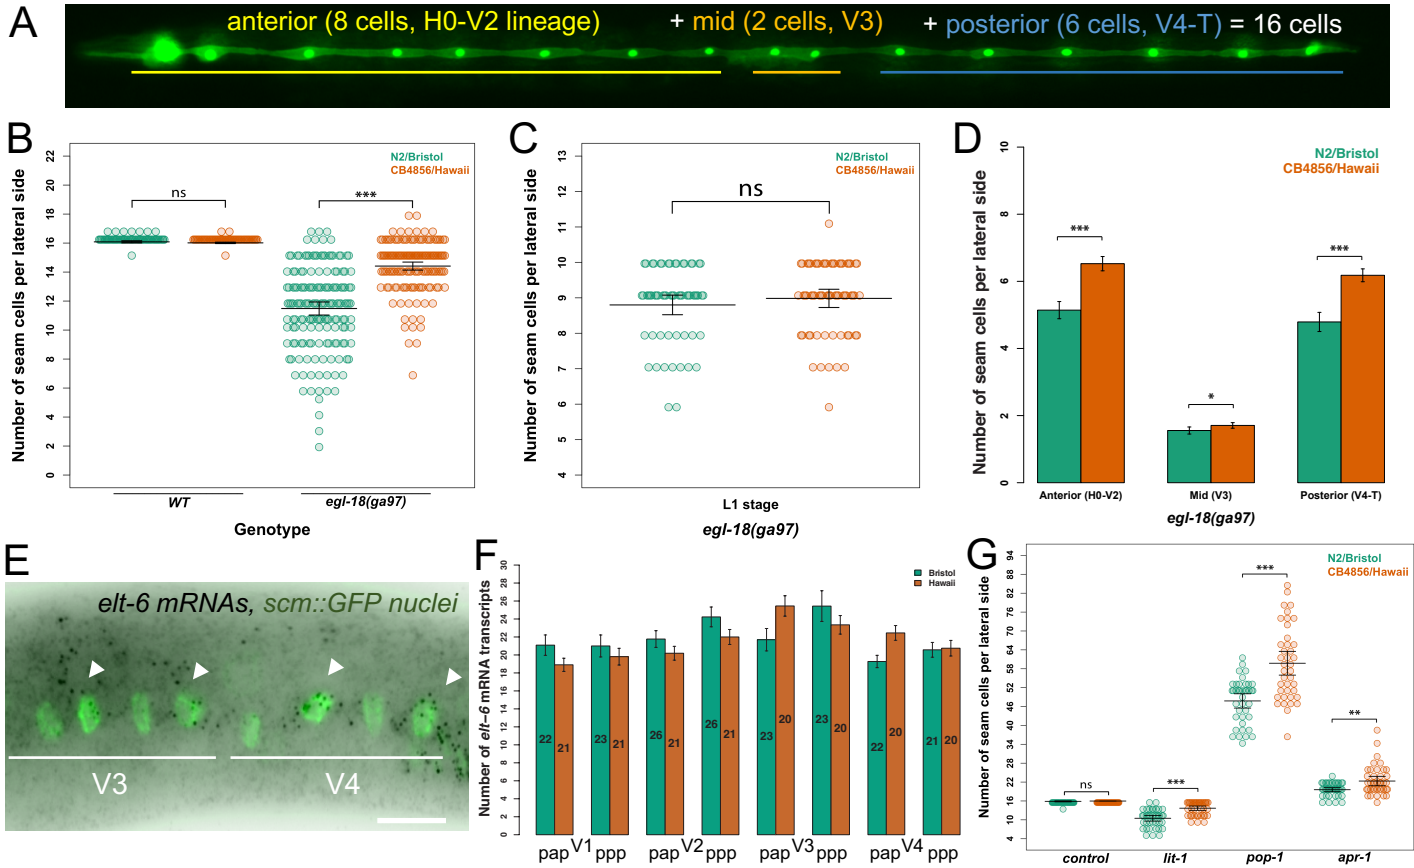 A
anterior (8 cells, H0-V2 lineage) + mid (2 cells, V3) + posterior (6 cells, V4-T) = 16 cells
B
Number of seam cells per lateral side
22
20
18
16
14
12
10
8
6
4
2
0
N2/Bristol
CB4856/Hawaii
ns
***
WT
egl-18(ga97)
Genotype
C
Number of seam cells per lateral side
13
12
11
10
9
8
7
6
5
4
N2/Bristol
CB4856/Hawaii
ns
L1 stage
egl-18(ga97)
D
Number of seam cells per lateral side
10
8
6
4
2
0
N2/Bristol
CB4856/Hawaii
***
*
***
Anterior (H0-V2) Mid (V3) Posterior (V4-T)
egl-18(ga97)
E
elt-6 mRNAs, scm::GFP nuclei
V3 V4
F
Number of elt-6 mRNA transcripts
30
28
26
24
22
20
18
16
14
12
10
8
6
4
2
0
Bristol
Hawaii
22 21 23 21 26 21 26 21 23 20 23 20 22 20 21 20
pap V1 ppp pap V2 ppp pap V3 ppp pap V4 ppp
G
Number of seam cells per lateral side
94
88
82
76
70
64
58
52
46
40
34
28
22
16
10
4
N2/Bristol
CB4856/Hawaii
ns
***
***
**
control lit-1 pop-1 apr-1